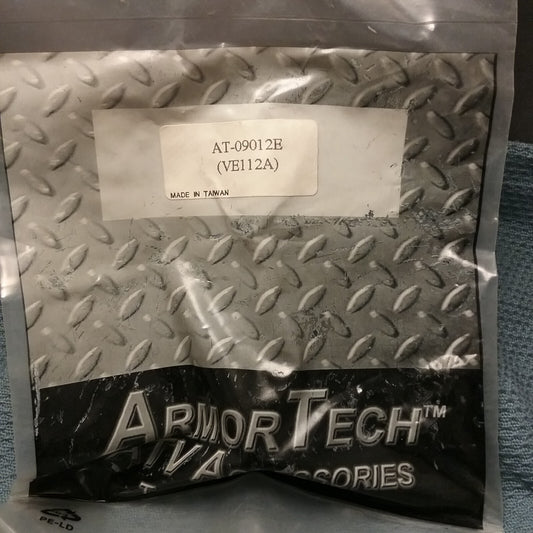 AT-09012E
(VE112A)
MADE IN TAIWAN
ARMORTECH™
PE-LD